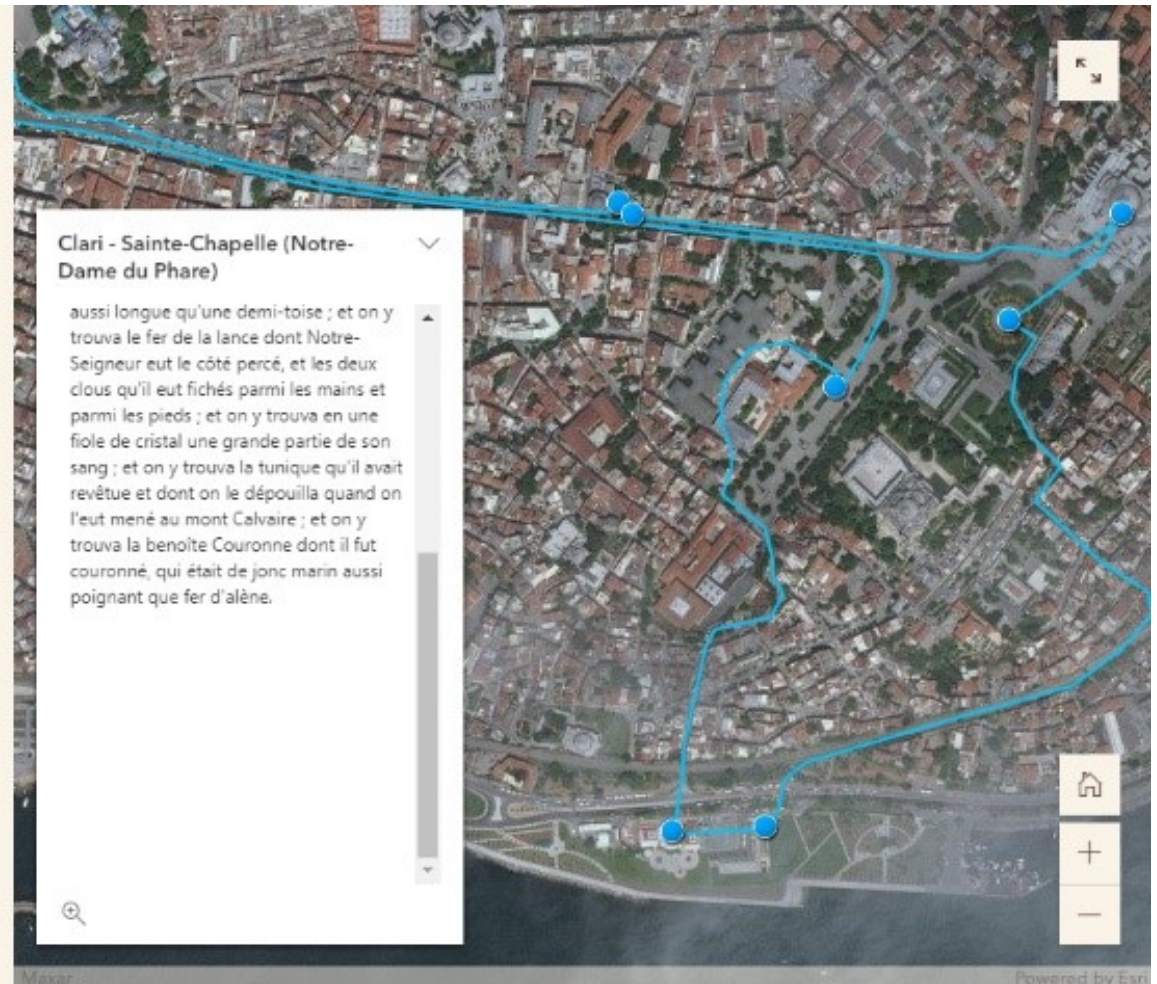 Clari - Sainte-Chapelle (Notre-
Dame du Phare)
aussi longue qu'une demi-toise ; et on y
trouva le fer de la lance dont Notre-
Seigneur eut le côté percé, et les deux
clous qu'il eut fichés parmi les mains et
parmi les pieds ; et on y trouva en une
fiole de cristal une grande partie de son
sang ; et on y trouva la tunique qu'il avait
revêtue et dont on le dépouilla quand on
l'eut mené au mont Calvaire ; et on y
trouva la benoîte Couronne dont il fut
couronné, qui était de jonc marin aussi
poignant que fer d'alène.
Maxar
Powered by Esri